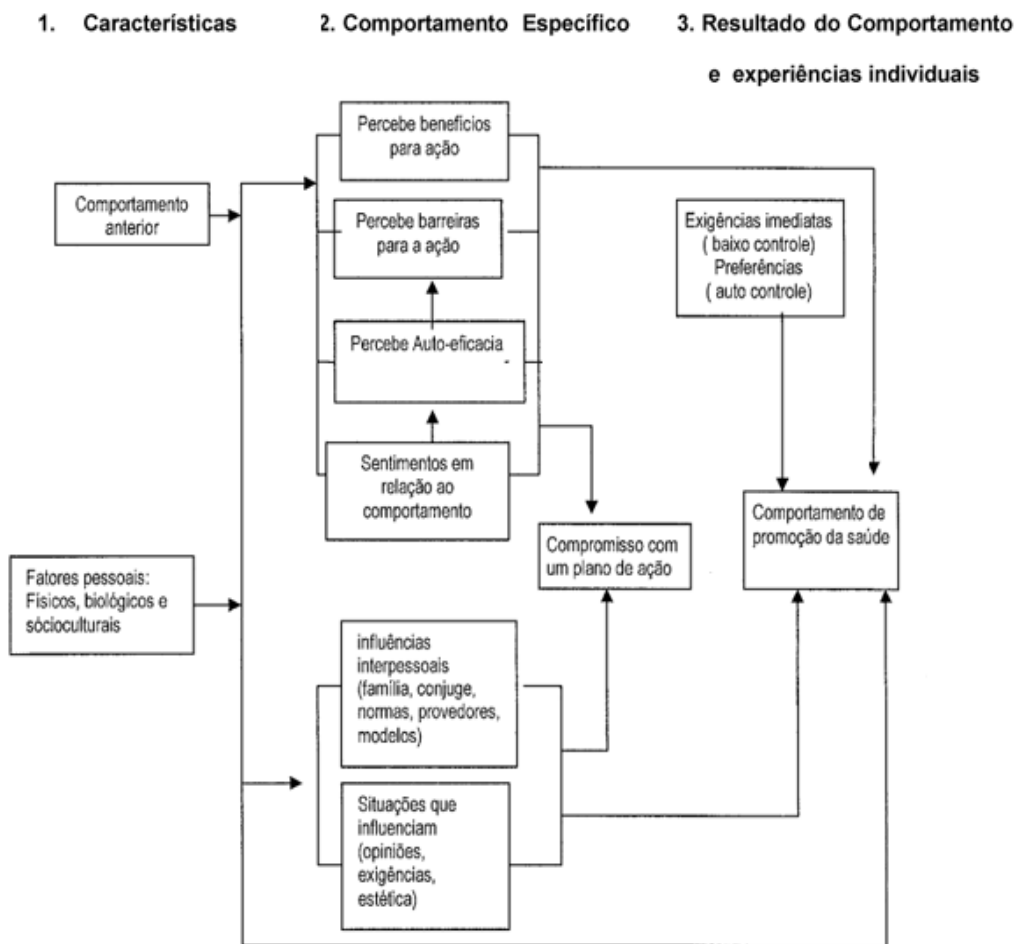 1. Características
2. Comportamento Específico
3. Resultado do Comportamento
e experiências individuais
Percebe benefícios
para ação
Comportamento
anterior
Percebe barreiras
para a ação
Exigências imediatas
( baixo controle)
Preferências
( auto controle)
Percebe Auto-eficacia
Sentimentos em
relação ao
comportamento
Comportamento de
promoção da saúde
Compromisso com
um plano de ação
Fatores pessoais:
Físicos, biológicos e
sócioculturais
influências
interpessoais
(família, conjuge,
normas, provedores,
modelos)
Situações que
influenciam
(opiniões,
exigências,
estética)